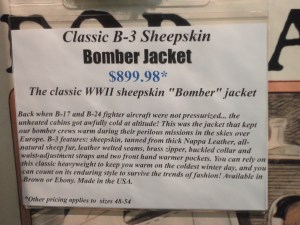 Classic B-3 Sheepskin
Bomber Jacket
$899.98*
The classic WWII sheepskin "Bomber" jacket
Back when B-17 and B-24 fighter aircraft were not pressurized... the
unheated cabins got awfully cold at altitude! This was the jacket that kept
our bomber crews warm during their perilous missions in the skies over
Europe. B-3 features: sheepskin, tanned from thick Nappa Leather, all-
natural sheep fur, leather welted seams, brass zipper, buckled collar and
waist-adjustment straps and two front hand warmer pockets. You can rely on
this classic heavyweight to keep you warm on the coldest winter day, and you
can count on its enduring style to survive the trends of fashion! Available in
Brown or Ebony. Made in the USA.
*Other pricing applies to sizes 48-54